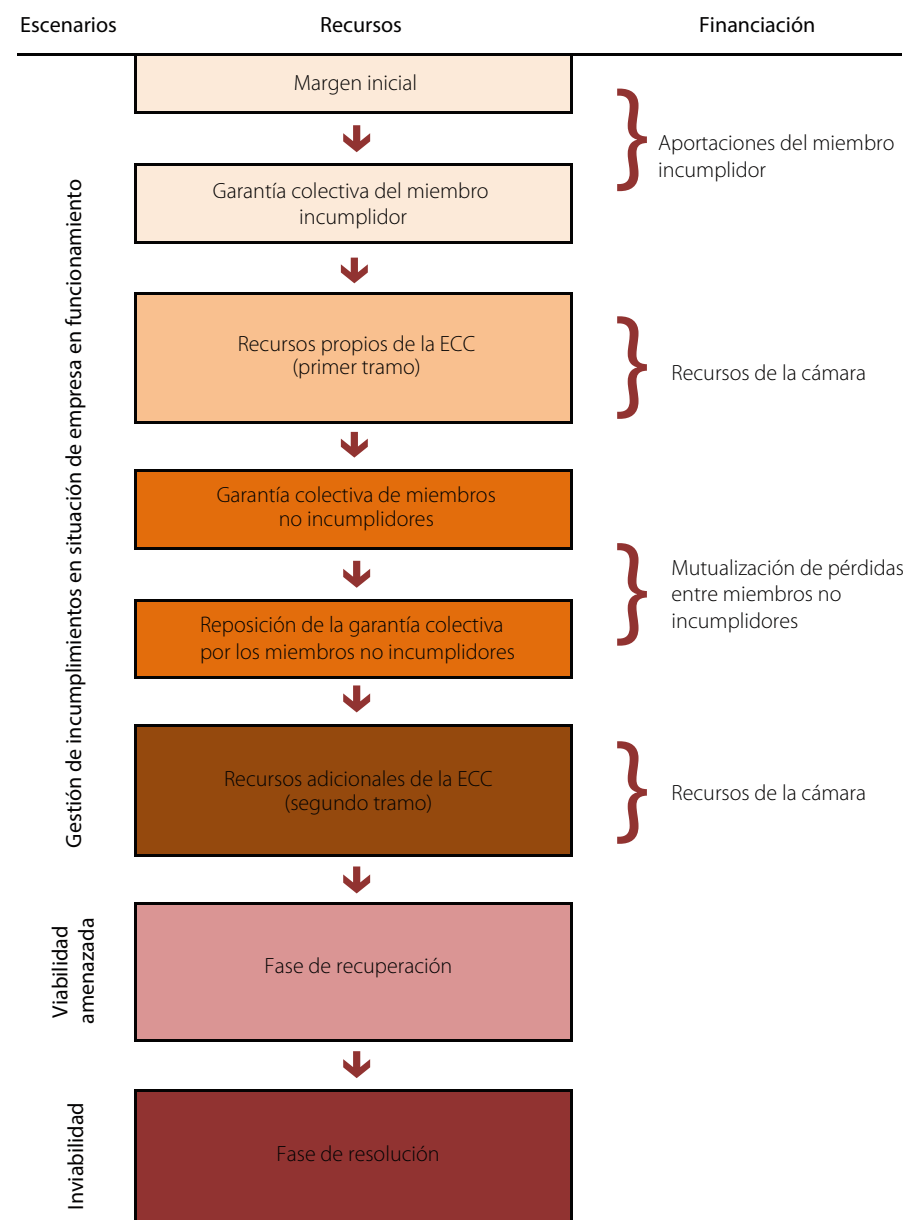 Escenarios
Recursos
Financiación
Margen inicial
Aportaciones del miembro
incumplidor
Garantía colectiva del miembro
incumplidor
Gestión de incumplimientos en situación de empresa en funcionamiento
Recursos propios de la ECC
(primer tramo)
Recursos de la cámara
Garantía colectiva de miembros
no incumplidores
Mutualización de pérdidas
entre miembros no
incumplidores
Reposición de la garantía colectiva
por los miembros no incumplidores
Recursos adicionales de la ECC
(segundo tramo)
Recursos de la cámara
Viabilidad
amenazada
Fase de recuperación
Inviabilidad
Fase de resolución